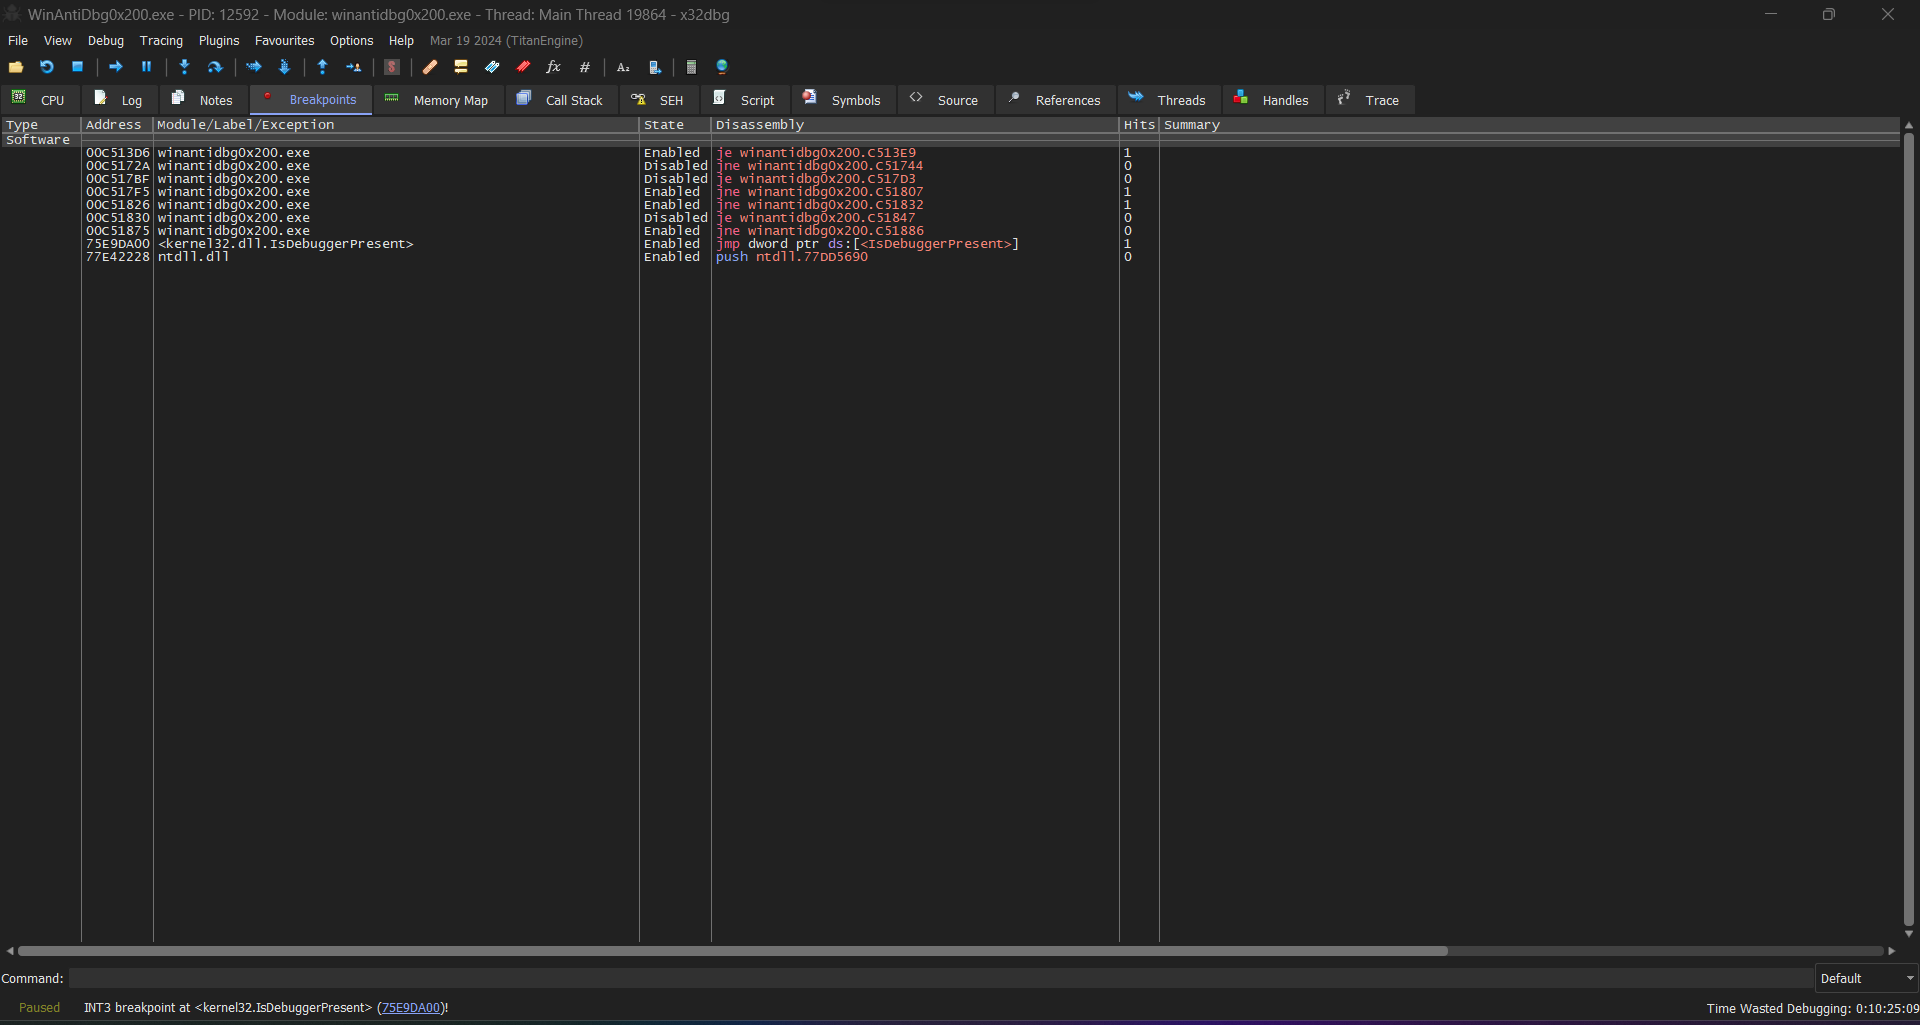 WinAntiDbg0x200.exe - PID: 12592 - Module: winantidbg0x200.exe - Thread: Main Thread 19864 - x32dbg
File View Debug Tracing Plugins Favourites Options Help Mar 19 2024 (TitanEngine)
CPU Log Notes Breakpoints Memory Map Call Stack SEH Script Symbols Source References Threads Handles Trace
Type Address Module/Label/Exception State Disassembly Hits Summary
Software
00C513D6 winantidbg0x200.exe Enabled je winantidbg0x200.C513E9 1
00C5172A winantidbg0x200.exe Disabled jne winantidbg0x200.C51744 0
00C517BF winantidbg0x200.exe Disabled je winantidbg0x200.C517D3 0
00C517F5 winantidbg0x200.exe Enabled jne winantidbg0x200.C51807 1
00C51826 winantidbg0x200.exe Enabled jne winantidbg0x200.C51832 1
00C51830 winantidbg0x200.exe Disabled je winantidbg0x200.C51847 0
00C51875 winantidbg0x200.exe Enabled jne winantidbg0x200.C51886 0
75E9DA00 <kernel32.dll.IsDebuggerPresent> Enabled jmp dword ptr ds:[<IsDebuggerPresent>] 1
77E42228 ntdll.dll Enabled push ntdll.77DD5690 0
Command: Default
Paused INT3 breakpoint at <kernel32.IsDebuggerPresent> (75E9DA00)! Time Wasted Debugging: 0:10:25:09